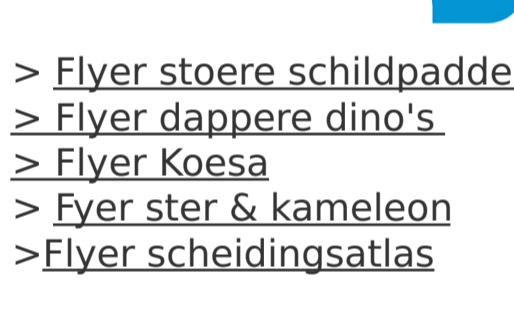 > Flyer stoere schildpadde
> Flyer dappere dino's
> Flyer Koesa
> Fyer ster & kameleon
>Flyer scheidingsatlas